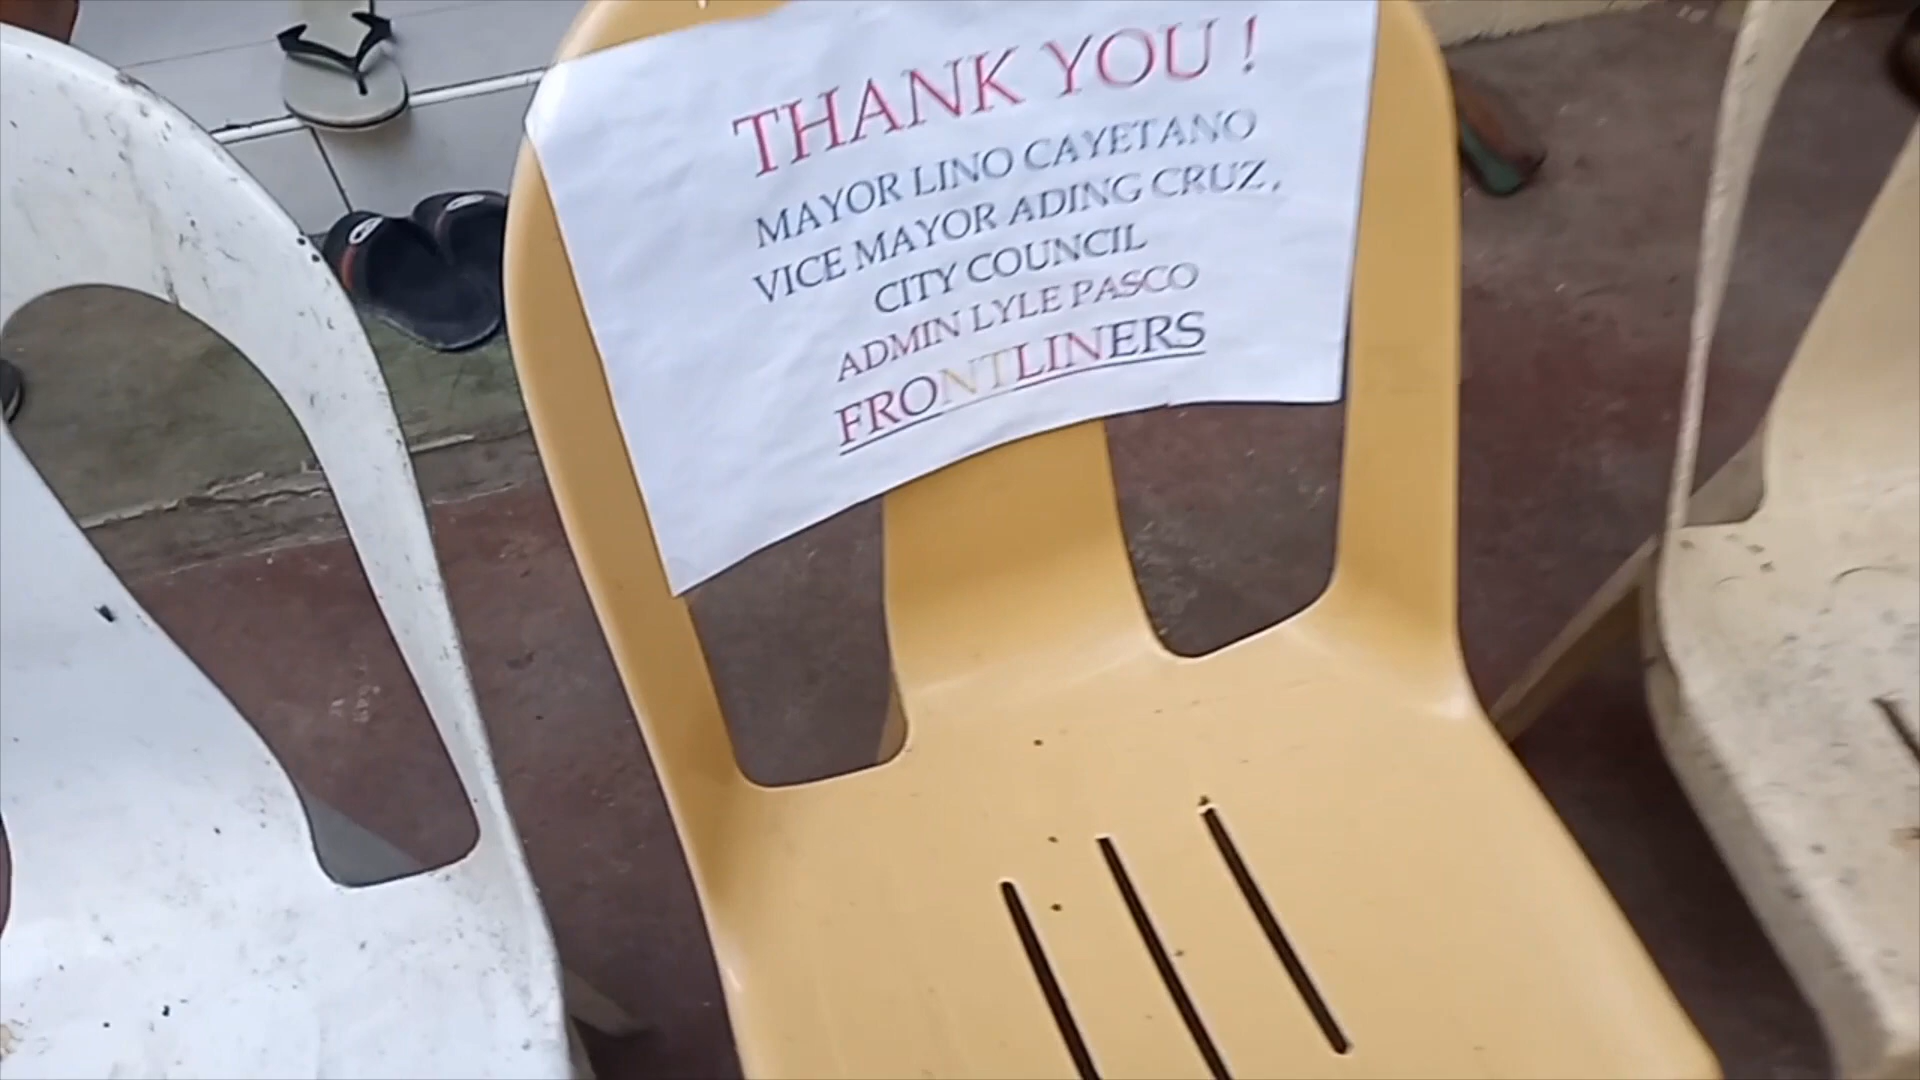 THANK YOU !
MAYOR LINO CAYETANO
VICE MAYOR ADING CRUZ,
CITY COUNCIL
ADMIN LYLE PASCO
FRONTLINERS